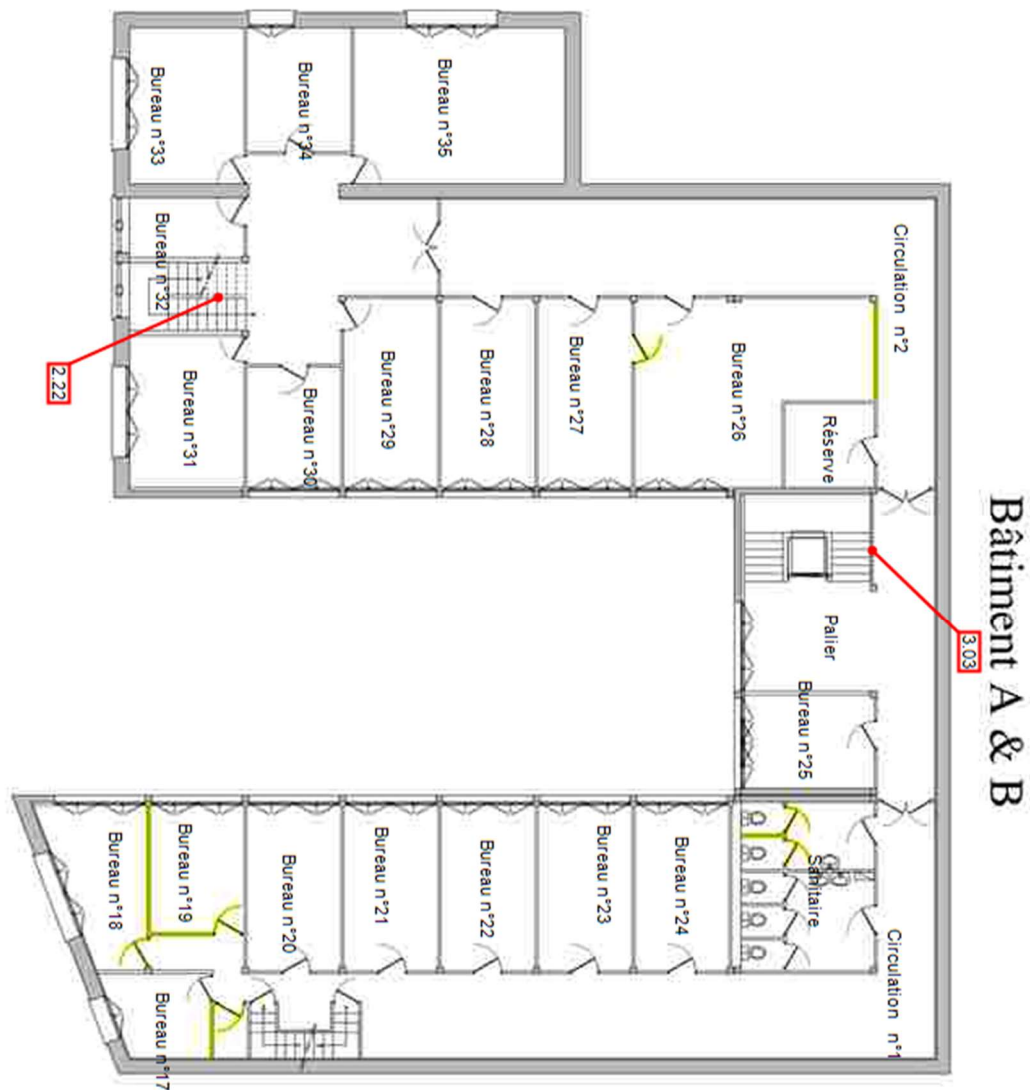 Bâtiment A & B
Bureau n°33
Bureau n°34
Bureau n°35
Circulation n°2
Bureau n°32
2.22
Bureau n°31
Bureau n°30
Bureau n°29
Bureau n°28
Bureau n°27
Bureau n°26
Réserve
3.03
Palier
Bureau n°25
Bureau n°18
Bureau n°19
Bureau n°20
Bureau n°21
Bureau n°22
Bureau n°23
Bureau n°24
Sanitaire
Circulation n°1
Bureau n°17